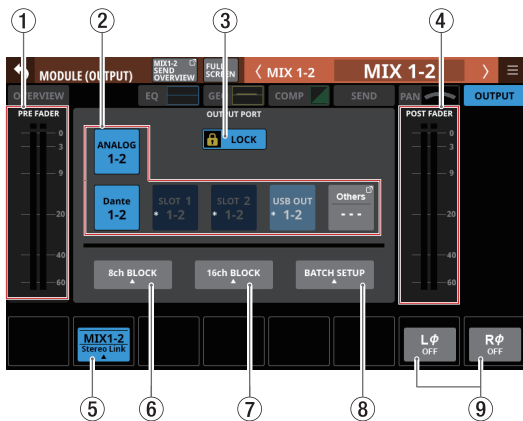 ① ② ③ ④
MODULE (OUTPUT)
MIX1-2
SEND
OVERVIEW
FULL
SCREEN
MIX 1-2
MIX 1-2
OVERVIEW
EQ
GEQ
COMP
SEND
PAN
OUTPUT
PRE FADER
OUTPUT PORT
POST FADER
LOCK
0
3
9
20
40
60
ANALOG
1-2
Dante
1-2
SLOT 1
* 1-2
SLOT 2
* 1-2
USB OUT
* 1-2
Others
---
0
3
9
20
40
60
8ch BLOCK
16ch BLOCK
BATCH SETUP
MIX1-2
Stereo Link
Lφ
OFF
Rφ
OFF
⑤ ⑥ ⑦ ⑧ ⑨